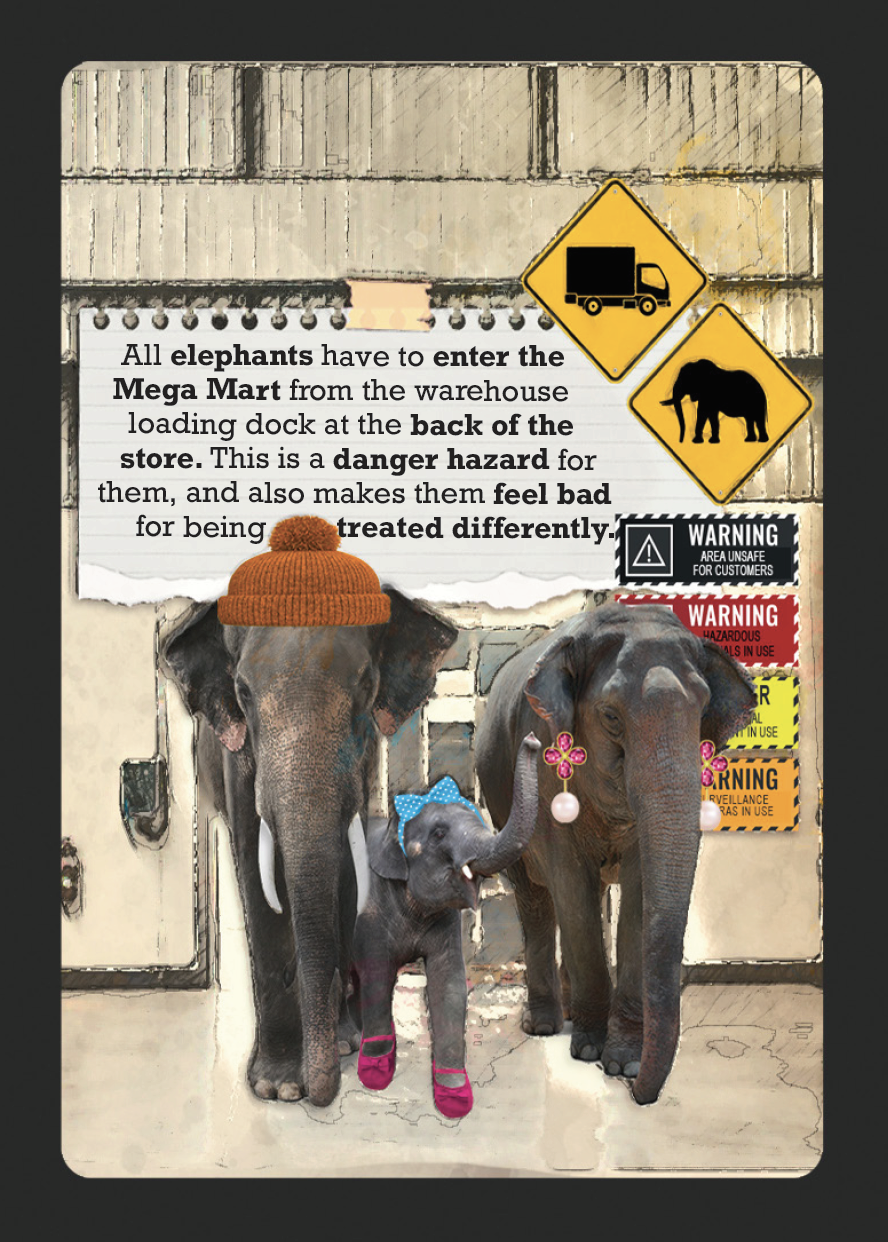 All elephants have to enter the
Mega Mart from the warehouse
loading dock at the back of the
store. This is a danger hazard for
them, and also makes them feel bad
for being treated differently.
WARNING
AREA UNSAFE
FOR CUSTOMERS
WARNING
HAZARDOUS
IN USE
IN USE
IN USE